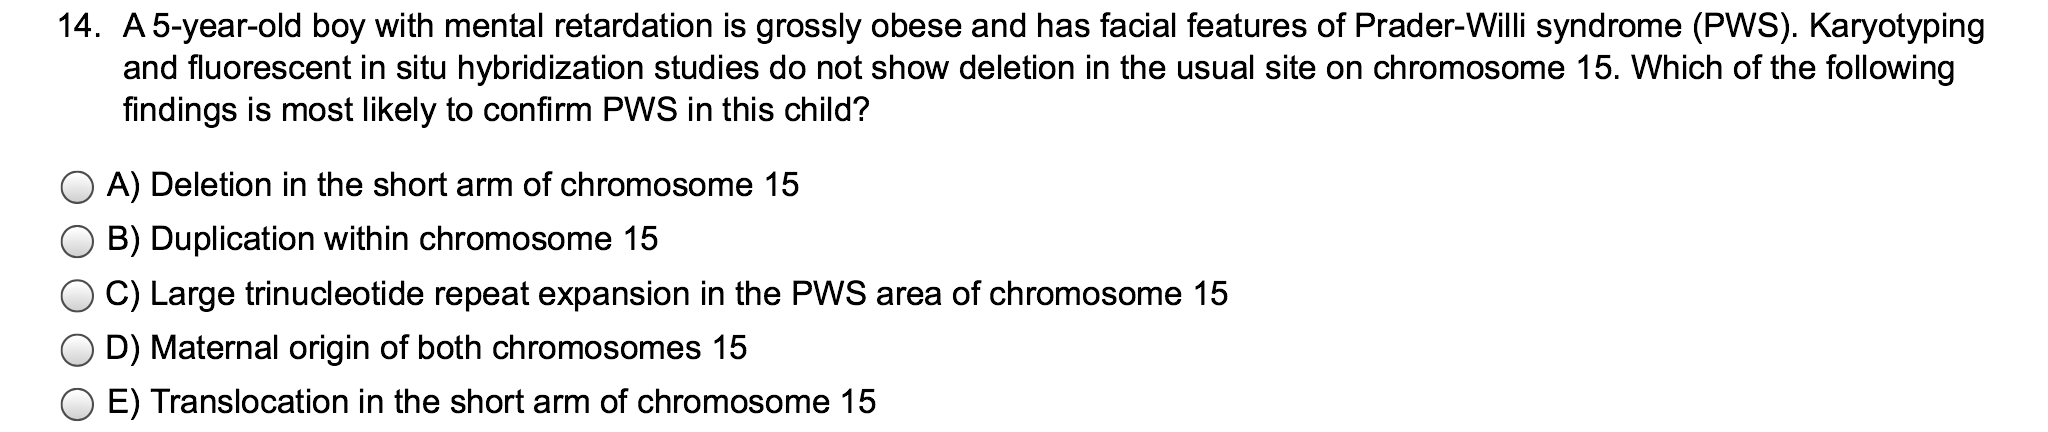 14. A 5-year-old boy with mental retardation is grossly obese and has facial features of Prader-Willi syndrome (PWS). Karyotyping
and fluorescent in situ hybridization studies do not show deletion in the usual site on chromosome 15. Which of the following
findings is most likely to confirm PWS in this child?
A) Deletion in the short arm of chromosome 15
B) Duplication within chromosome 15
C) Large trinucleotide repeat expansion in the PWS area of chromosome 15
D) Maternal origin of both chromosomes 15
E) Translocation in the short arm of chromosome 15